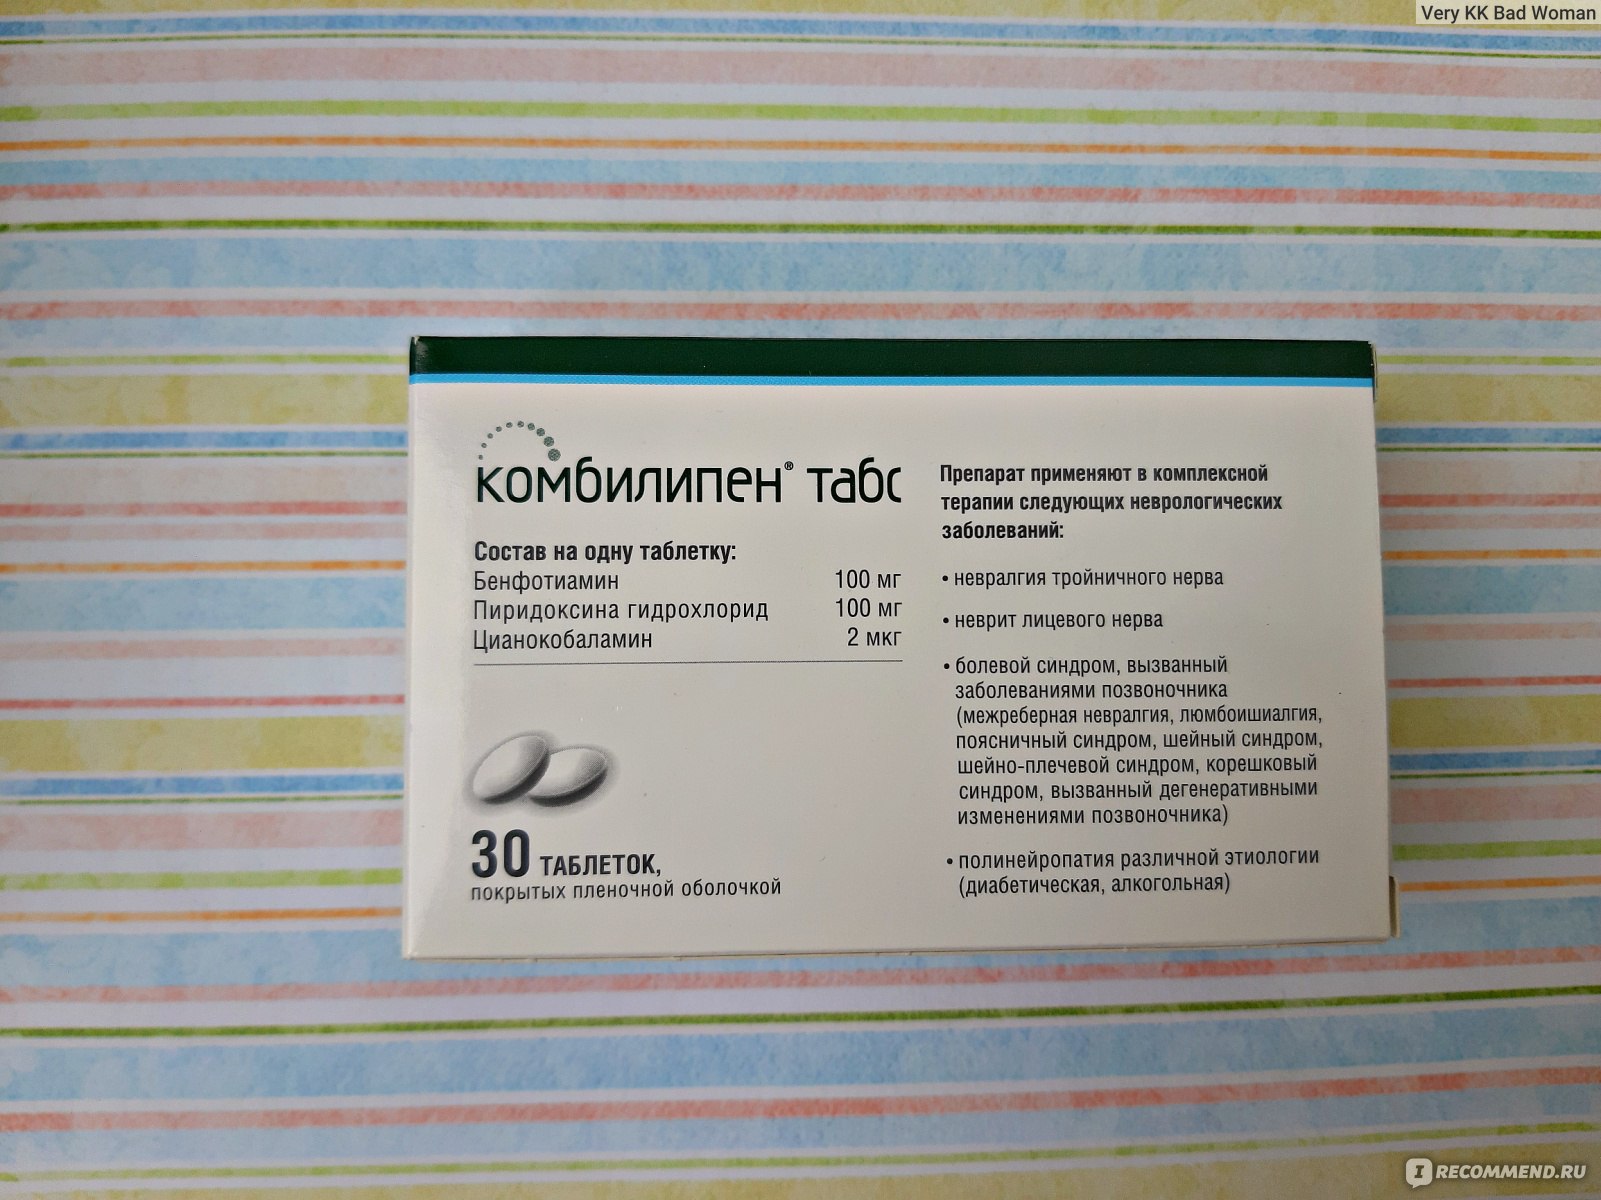 Very KK Bad Woman
комбилипен® табс
Состав на одну таблетку:
Бенфотиамин 100 мг
Пиридоксина гидрохлорид 100 мг
Цианокобаламин 2 мкг
30 ТАБЛЕТОК,
покрытых пленочной оболочкой
Препарат применяют в комплексной
терапии следующих неврологических
заболеваний:
• невралгия тройничного нерва
• неврит лицевого нерва
• болевой синдром, вызванный
заболеваниями позвоночника
(межреберная невралгия, люмбоишиалгия,
поясничный синдром, шейный синдром,
шейно-плечевой синдром, корешковый
синдром, вызванный дегенеративными
изменениями позвоночника)
• полинейропатия различной этиологии
(диабетическая, алкогольная)
IRECOMMEND.RU